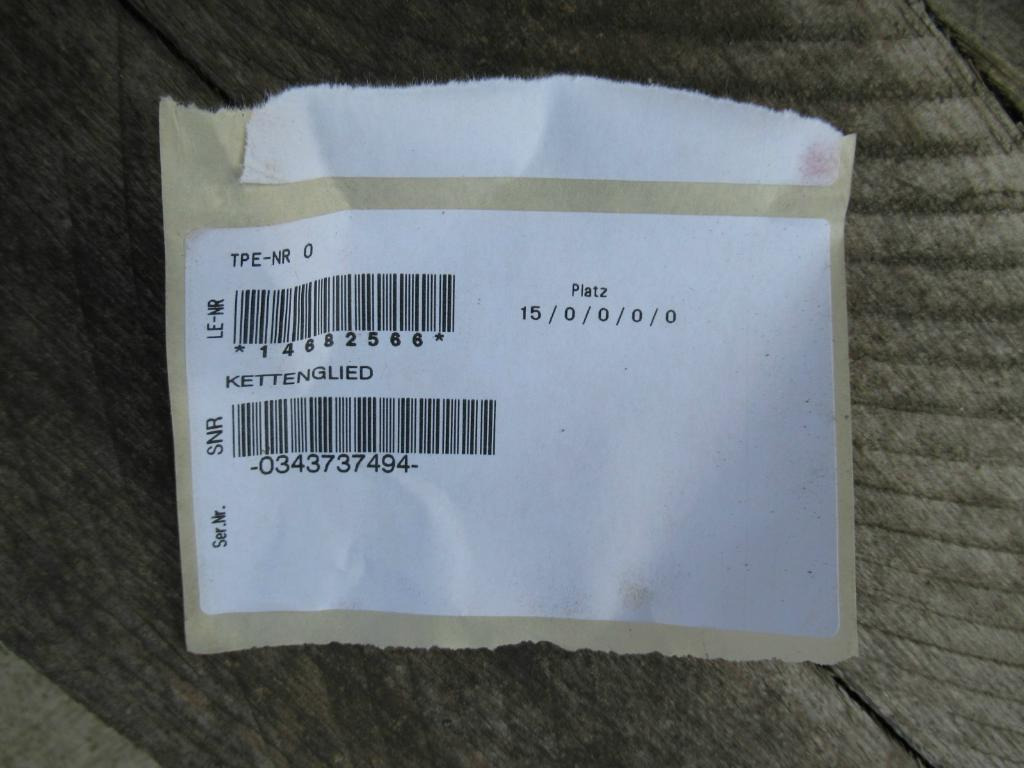 TPE-NR 0
LE-NR
*14682566*
Platz
15/0/0/0/0
KETTENGLIED
SNR
-0343737494-
Ser.Nr.